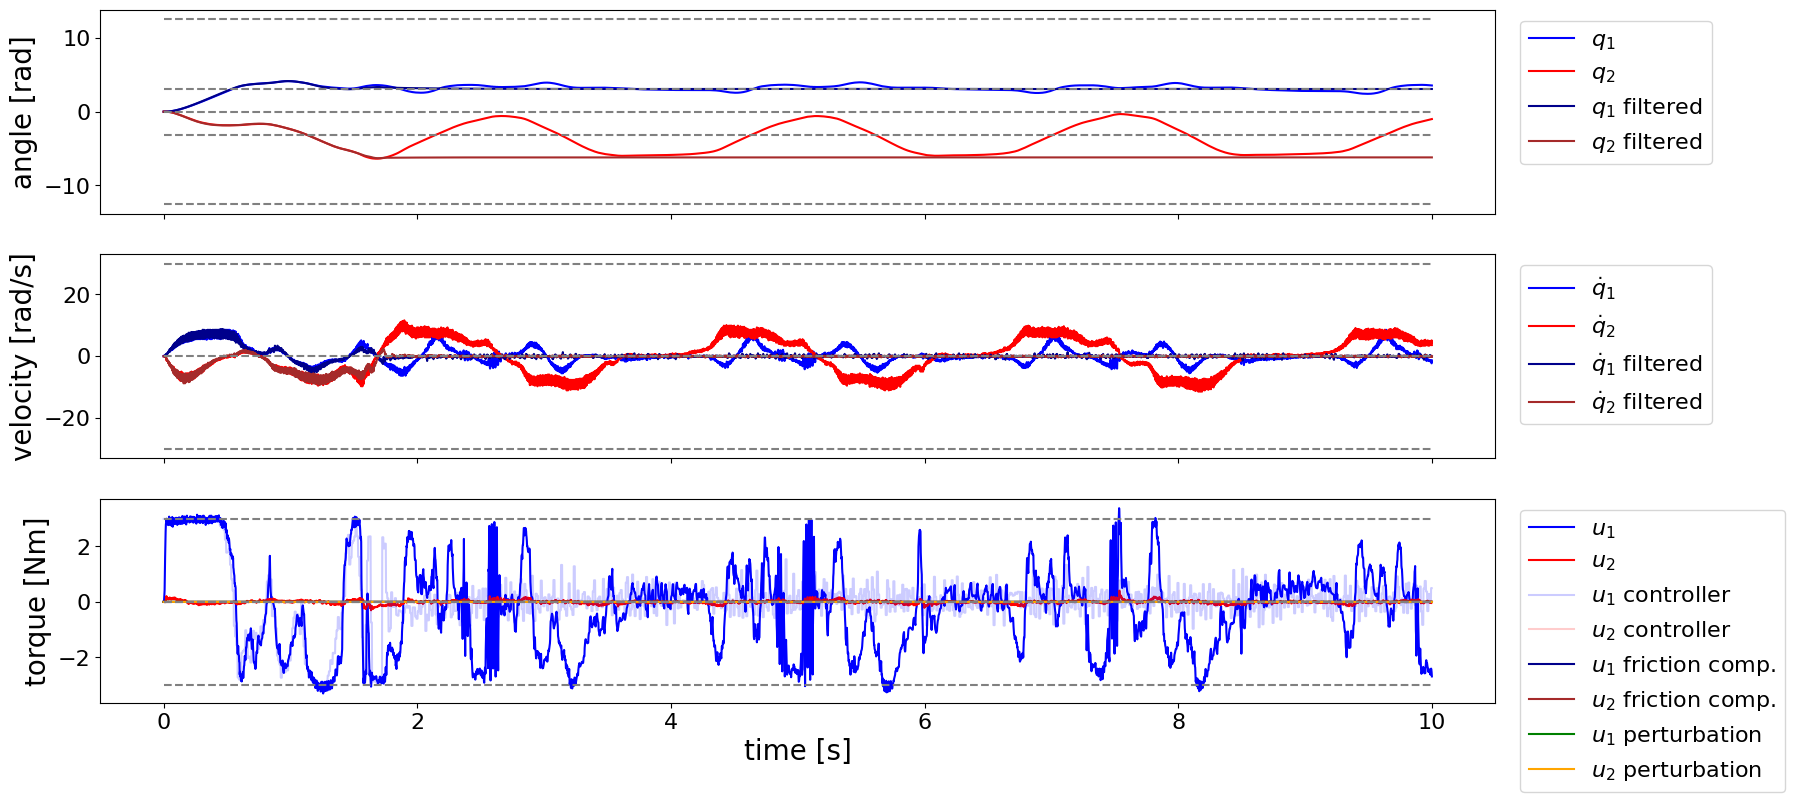 angle [rad]
10
0
−10
q₁
q₂
q₁ filtered
q₂ filtered
velocity [rad/s]
20
0
−20
q̇₁
q̇₂
q̇₁ filtered
q̇₂ filtered
torque [Nm]
2
0
−2
0 2 4 6 8 10
time [s]
u₁
u₂
u₁ controller
u₂ controller
u₁ friction comp.
u₂ friction comp.
u₁ perturbation
u₂ perturbation